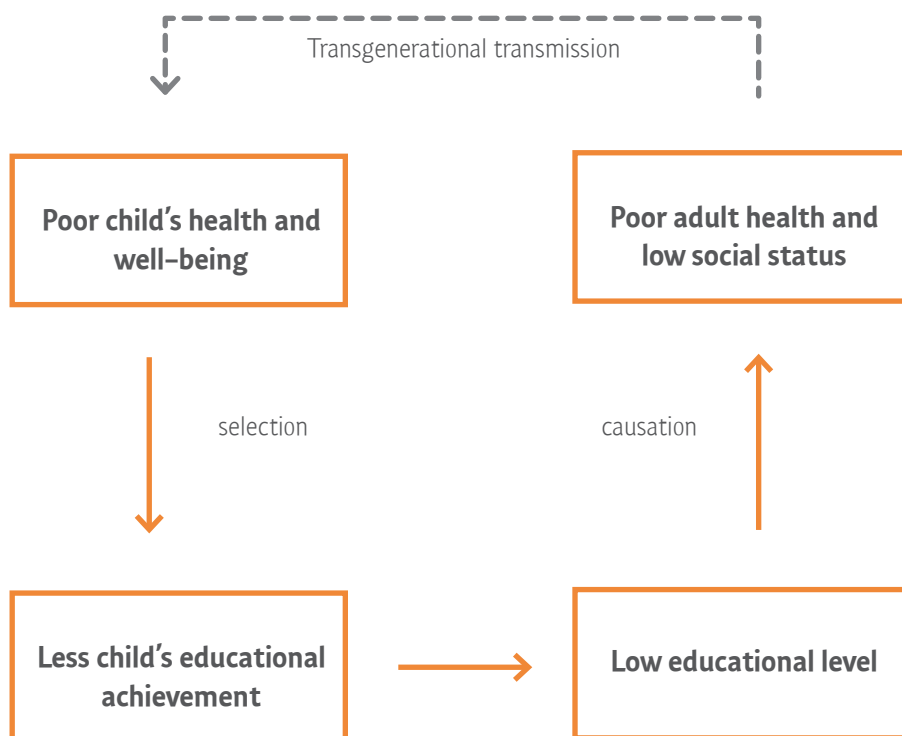 Transgenerational transmission
Poor child's health and
well–being
Poor adult health and
low social status
selection
causation
Less child's educational
achievement
Low educational level